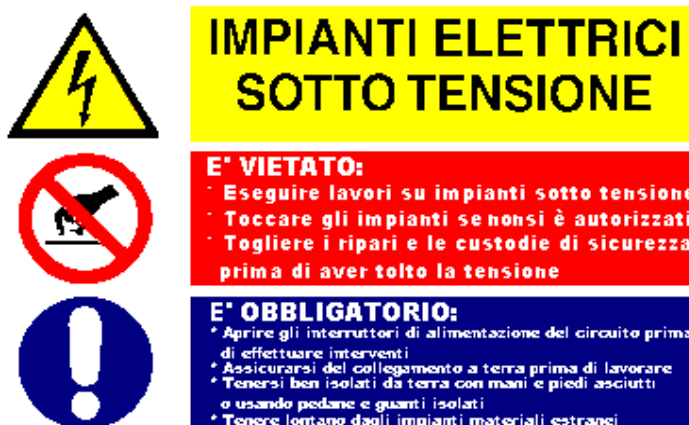 IMPIANTI ELETTRICI
SOTTO TENSIONE
E' VIETATO:
- Eseguire lavori su impianti sotto tensione
- Toccare gli impianti se nonsi è autorizzati
- Togliere i ripari e le custodie di sicurezza
prima di aver tolto la tensione
E' OBBLIGATORIO:
* Aprire gli interruttori di alimentazione del circuito prima
di effettuare interventi
* Assicurarsi del collegamento a terra prima di lavorare
* Tenersi ben isolati da terra con mani e piedi asciutti
o usando pedane e guanti isolati
* Tenere lontano dagli impianti materiali estranei